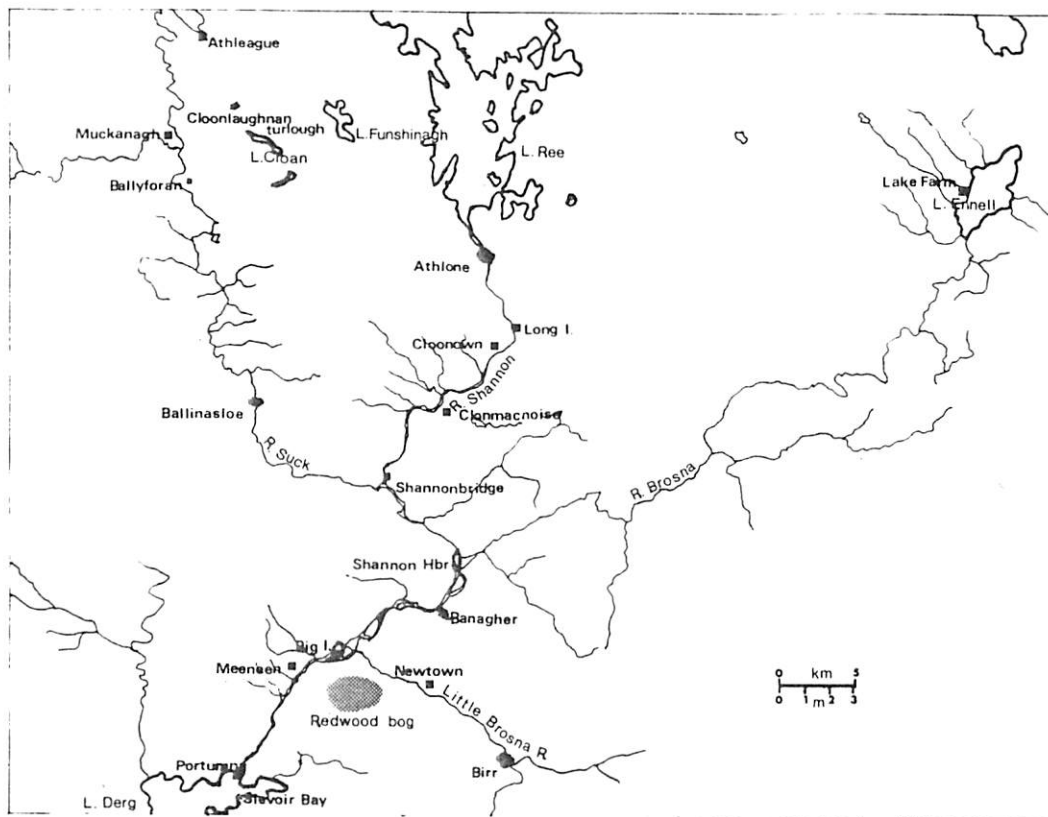 Athleague
Cloonlaughnan
turlough
Muckanagh
L. Funshinagh
L. Croan
L. Ree
Ballyforan
Lake Farm
L. Ennell
Athlone
Long I.
Cloonown
R. Shannon
Ballinasloe
Clonmacnoise
R. Suck
Shannonbridge
R. Brosna
Shannon Hbr
Banagher
Big I.
Meeneen
Newtown
Little Brosna R
Redwood bog
0 km 5
0 1 m 2 3
Birr
Portumna
L. Derg
Slevoir Bay